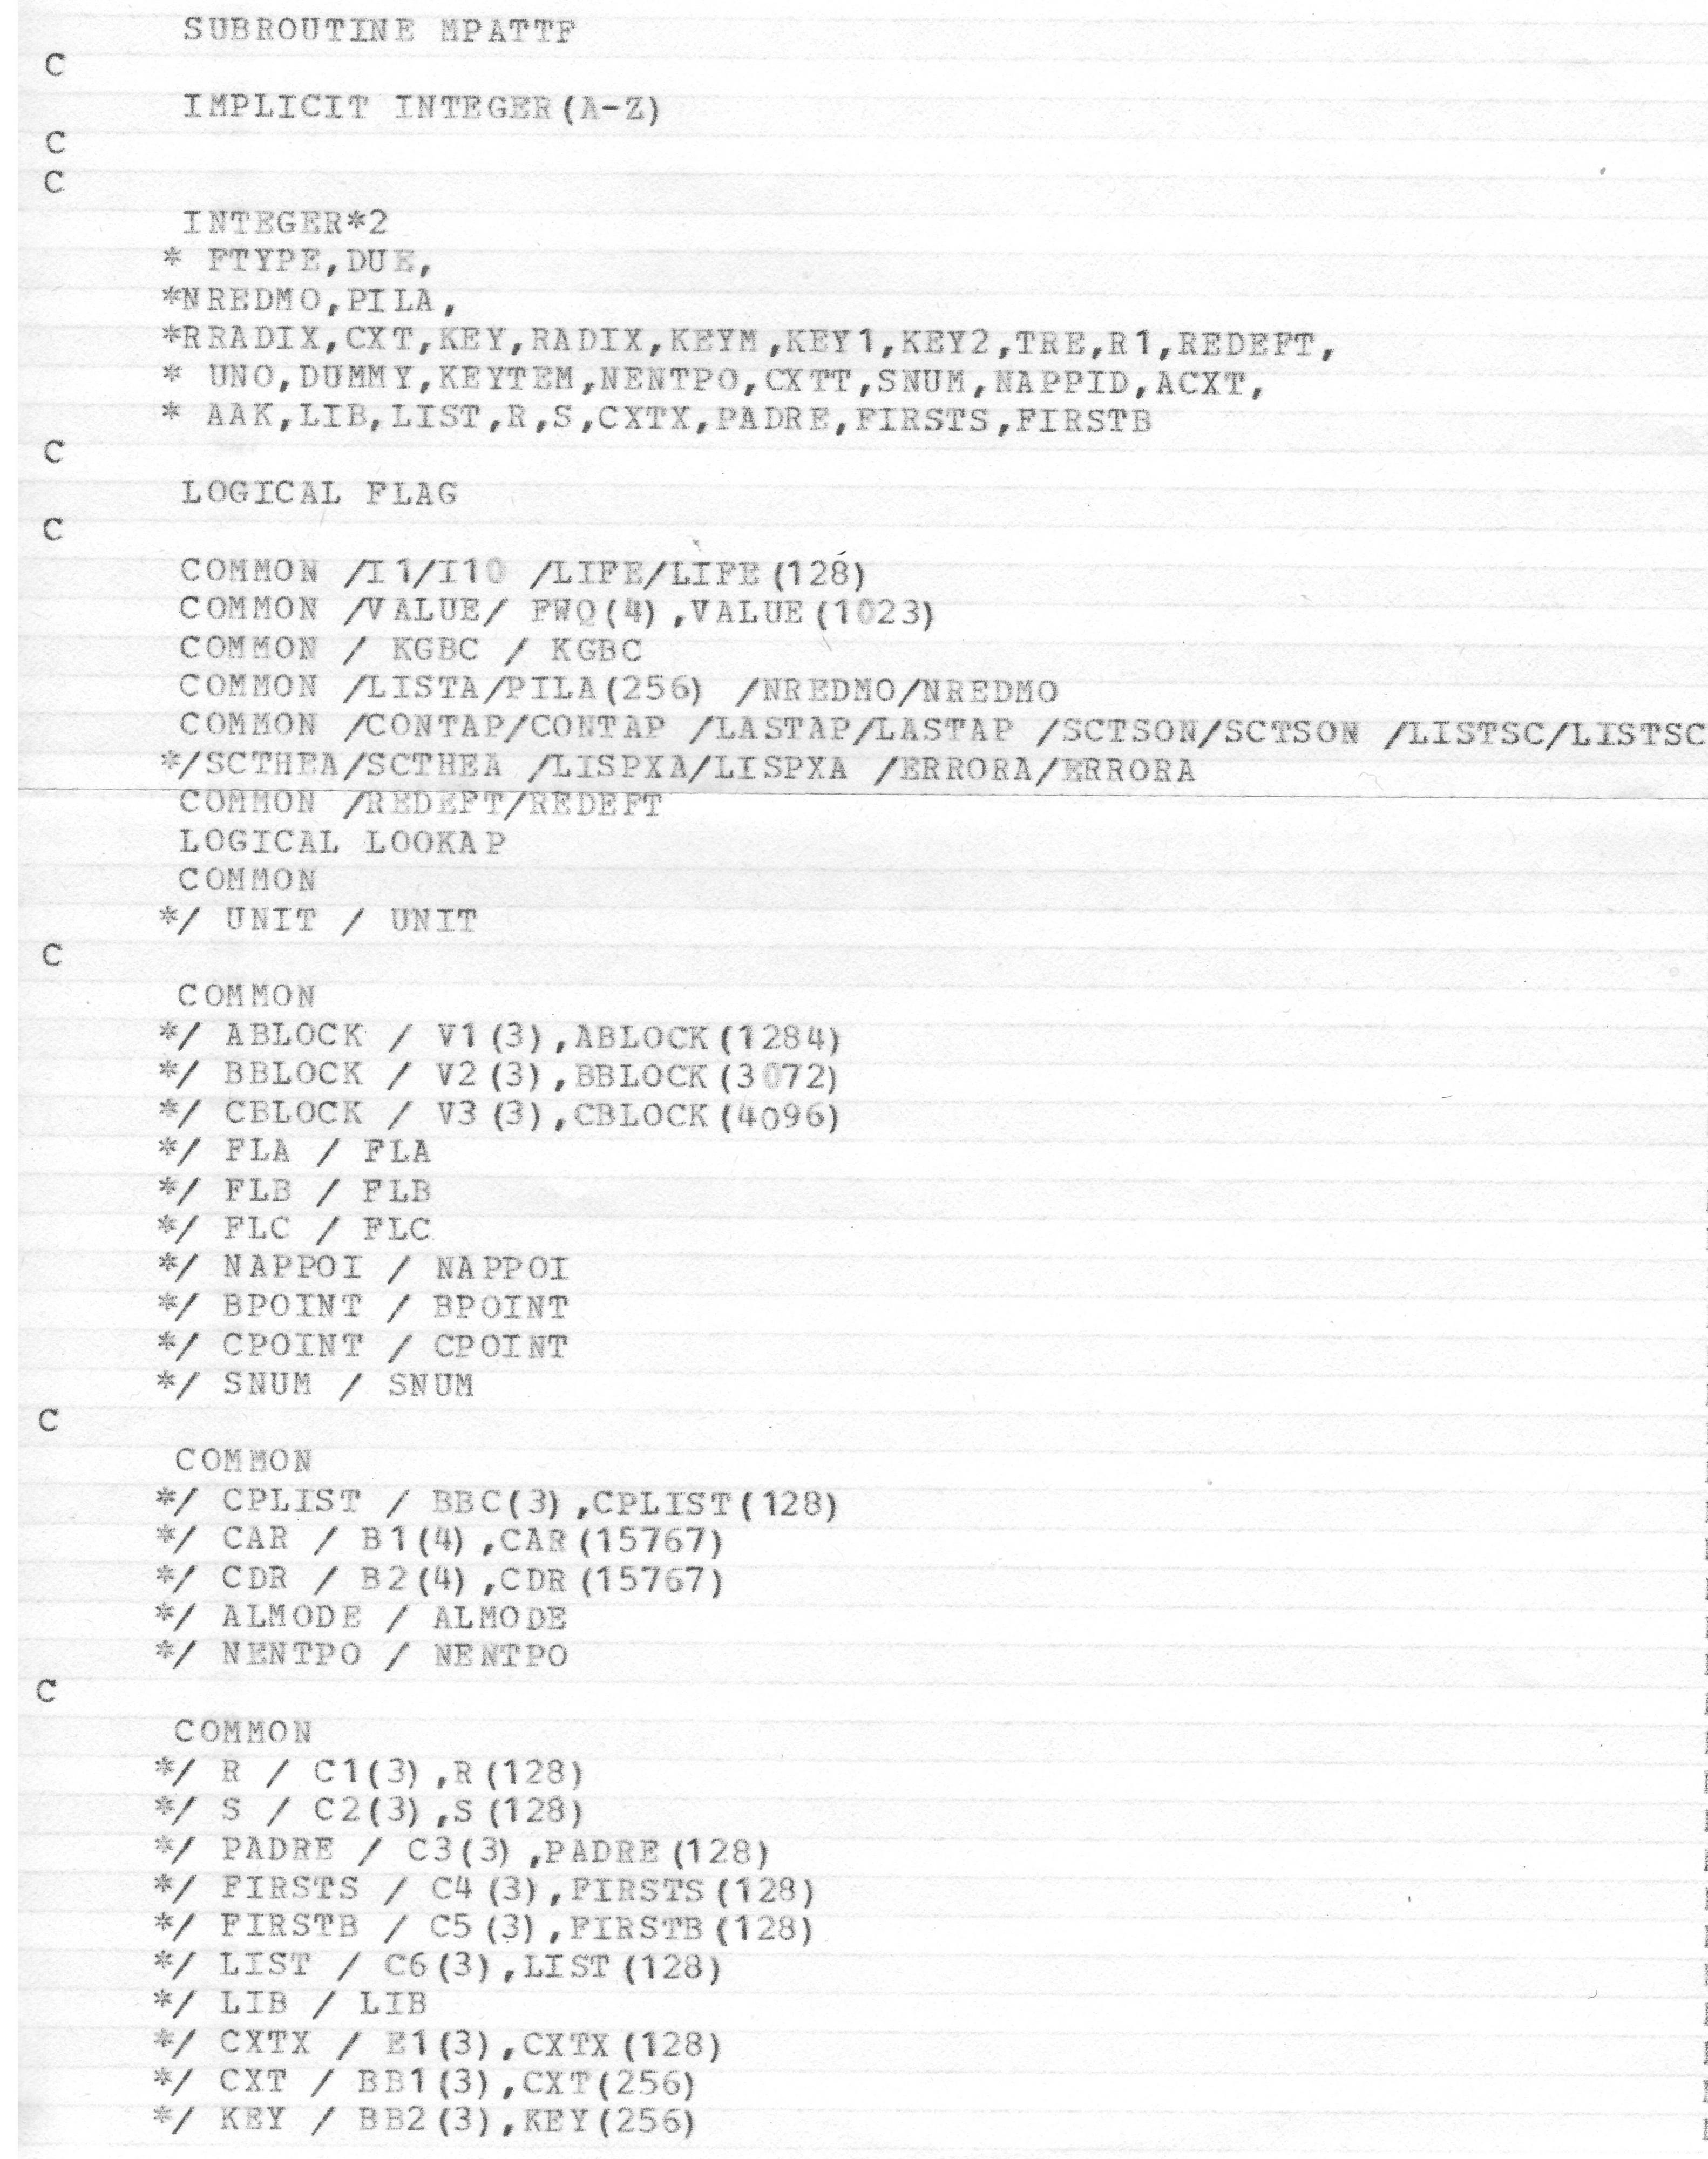 SUBROUTINE MPATTF
C
IMPLICIT INTEGER(A-Z)
C
C
INTEGER*2
* FTYPE,DUE,
*NREDMO,PILA,
*RRADIX,CXT,KEY,RADIX,KEYM,KEY1,KEY2,TRE,R1,REDEFT,
* UNO,DUMMY,KEYTEM,NENTPO,CXTT,SNUM,NAPPID,ACXT,
* AAK,LIB,LIST,R,S,CXTX,PADRE,FIRSTS,FIRSTB
C
LOGICAL FLAG
C
COMMON /I1/I10 /LIFE/LIFE(128)
COMMON /VALUE/ FWQ(4),VALUE(1023)
COMMON / KGBC / KGBC
COMMON /LISTA/PILA(256) /NREDMO/NREDMO
COMMON /CONTAP/CONTAP /LASTAP/LASTAP /SCTSON/SCTSON /LISTSC/LISTSC
*/SCTHEA/SCTHEA /LISPXA/LISPXA /ERRORA/ERRORA
COMMON /REDEFT/REDEFT
LOGICAL LOOKAP
COMMON
*/ UNIT / UNIT
C
COMMON
*/ ABLOCK / V1(3),ABLOCK(1284)
*/ BBLOCK / V2(3),BBLOCK(3072)
*/ CBLOCK / V3(3),CBLOCK(4096)
*/ FLA / FLA
*/ FLB / FLB
*/ FLC / FLC
*/ NAPPOI / NAPPOI
*/ BPOINT / BPOINT
*/ CPOINT / CPOINT
*/ SNUM / SNUM
C
COMMON
*/ CPLIST / BBC(3),CPLIST(128)
*/ CAR / B1(4),CAR(15767)
*/ CDR / B2(4),CDR(15767)
*/ ALMODE / ALMODE
*/ NENTPO / NENTPO
C
COMMON
*/ R / C1(3),R(128)
*/ S / C2(3),S(128)
*/ PADRE / C3(3),PADRE(128)
*/ FIRSTS / C4(3),FIRSTS(128)
*/ FIRSTB / C5(3),FIRSTB(128)
*/ LIST / C6(3),LIST(128)
*/ LIB / LIB
*/ CXTX / E1(3),CXTX(128)
*/ CXT / BB1(3),CXT(256)
*/ KEY / BB2(3),KEY(256)